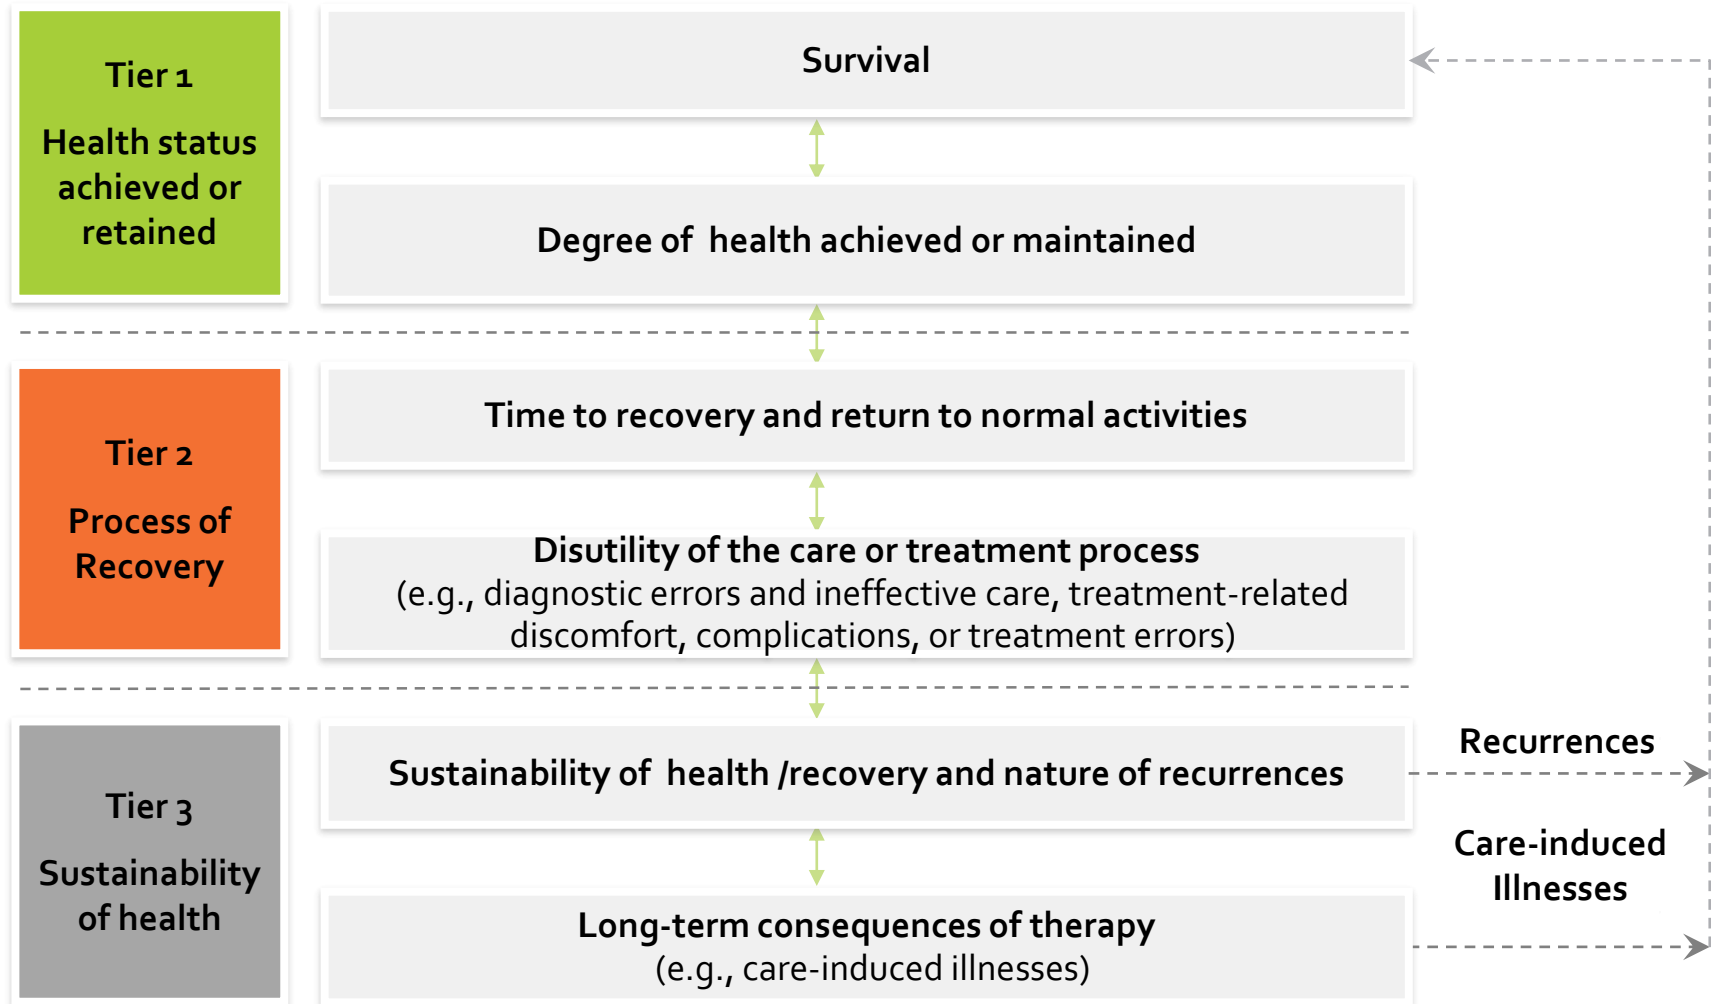 Tier 1
Health status
achieved or
retained
Survival
Degree of health achieved or maintained
Tier 2
Process of
Recovery
Time to recovery and return to normal activities
Disutility of the care or treatment process
(e.g., diagnostic errors and ineffective care, treatment-related
discomfort, complications, or treatment errors)
Tier 3
Sustainability
of health
Sustainability of health /recovery and nature of recurrences
Recurrences
Care-induced
Illnesses
Long-term consequences of therapy
(e.g., care-induced illnesses)